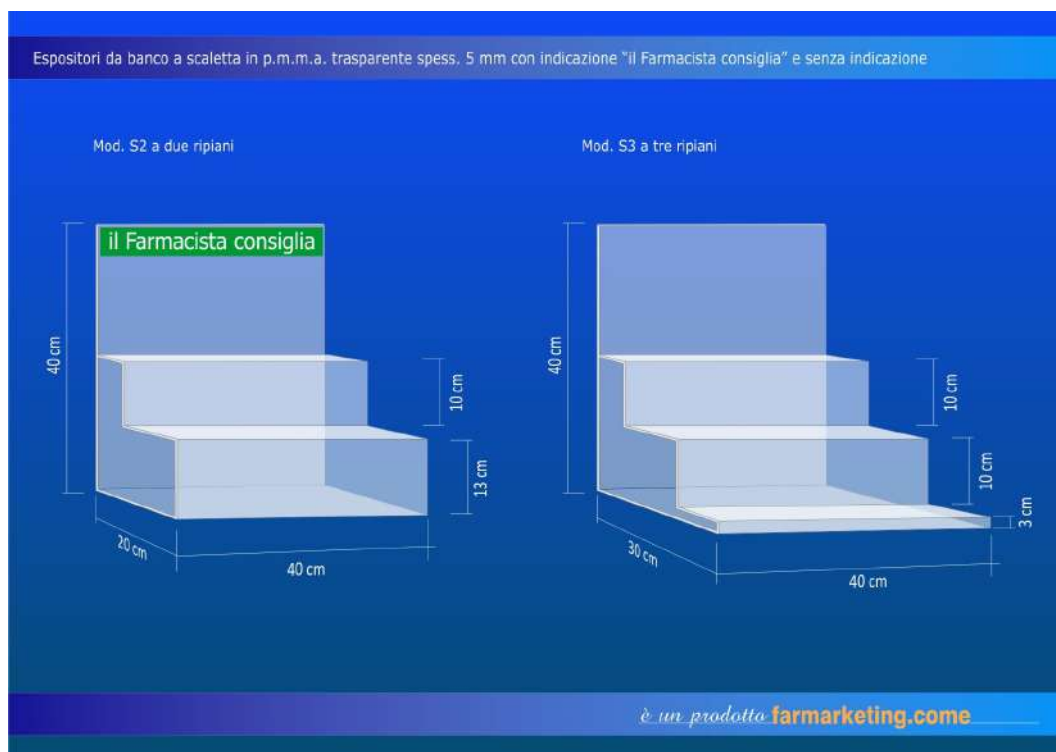 Espositori da banco a scaletta in p.m.m.a. trasparente spess. 5 mm con indicazione "il Farmacista consiglia" e senza indicazione
Mod. S2 a due ripiani
Mod. S3 a tre ripiani
il Farmacista consiglia
40 cm
10 cm
13 cm
20 cm
40 cm
40 cm
10 cm
10 cm
3 cm
30 cm
40 cm
è un prodotto farmarketing.come